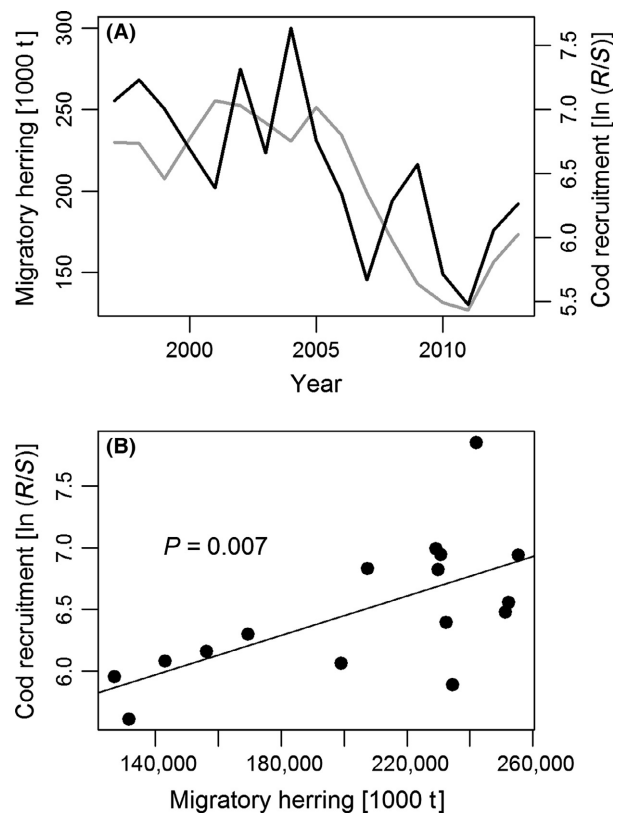 (A)
Migratory herring [1000 t]
300
250
200
150
Cod recruitment [ln (R/S)]
7.5
7.0
6.5
6.0
5.5
2000 2005 2010
Year
(B)
Cod recruitment [ln (R/S)]
7.5
7.0
6.5
6.0
P = 0.007
140,000 180,000 220,000 260,000
Migratory herring [1000 t]